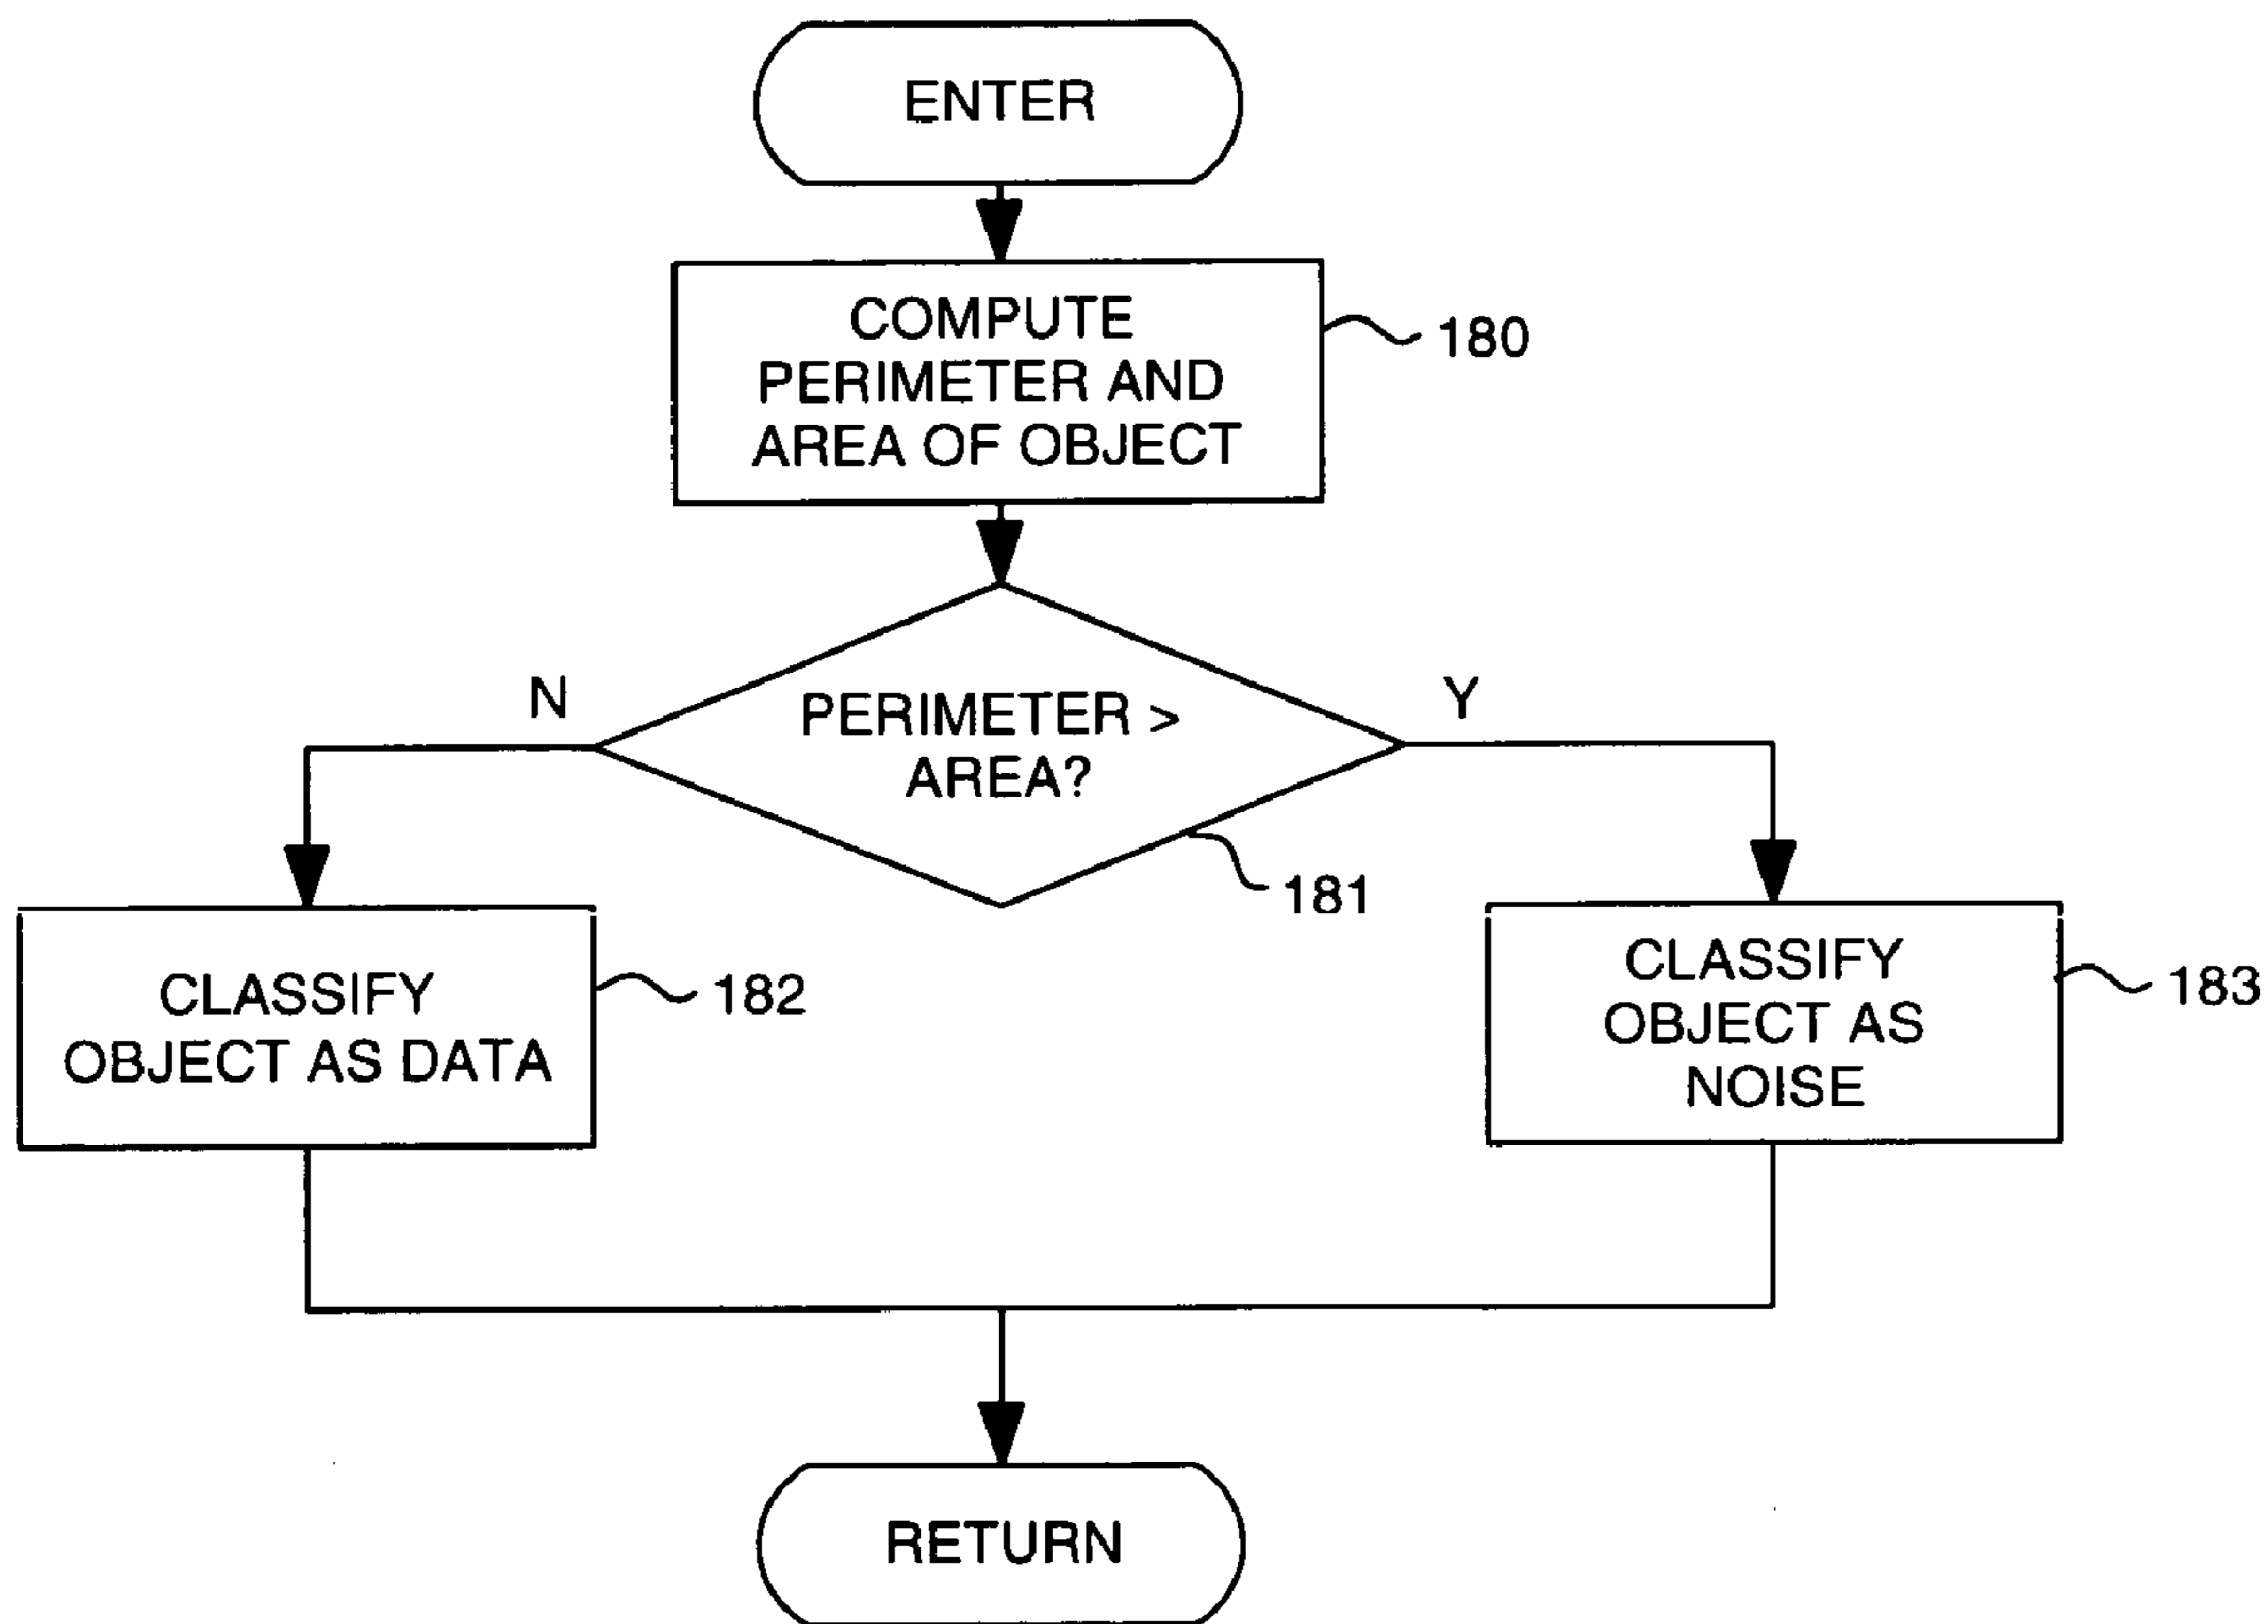 ENTER
COMPUTE
PERIMETER AND
AREA OF OBJECT
180
N
PERIMETER >
AREA?
Y
181
CLASSIFY
OBJECT AS DATA
182
CLASSIFY
OBJECT AS
NOISE
183
RETURN